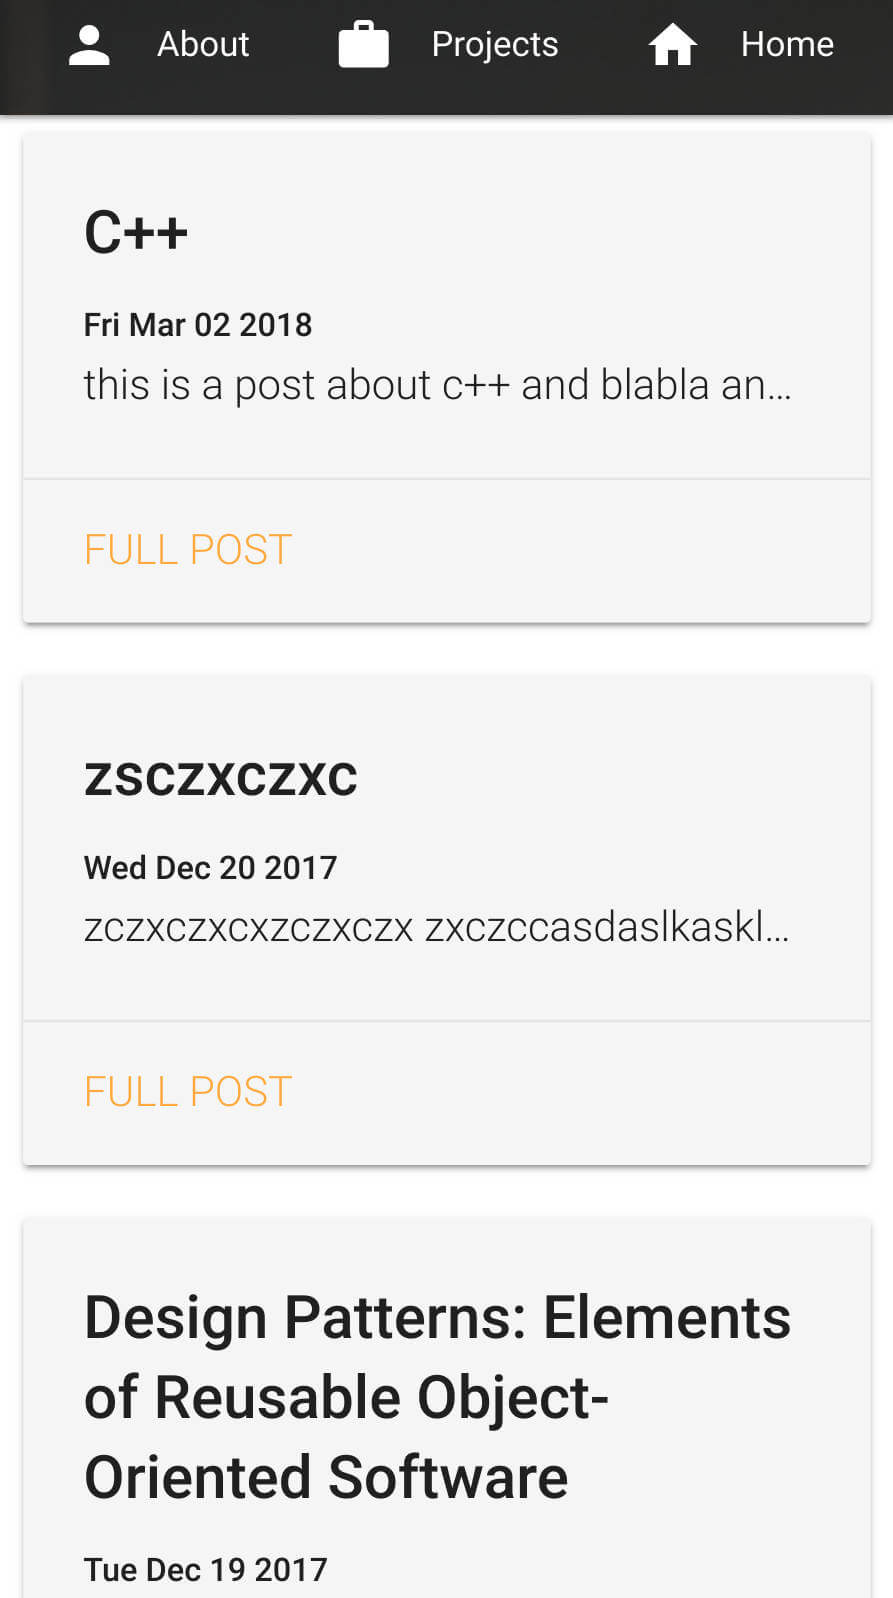 About Projects Home
C++
Fri Mar 02 2018
this is a post about c++ and blabla an...
FULL POST
zsczxczxc
Wed Dec 20 2017
zczxczxcxzczxczx zxczccasdaslkaskl...
FULL POST
Design Patterns: Elements
of Reusable Object-
Oriented Software
Tue Dec 19 2017